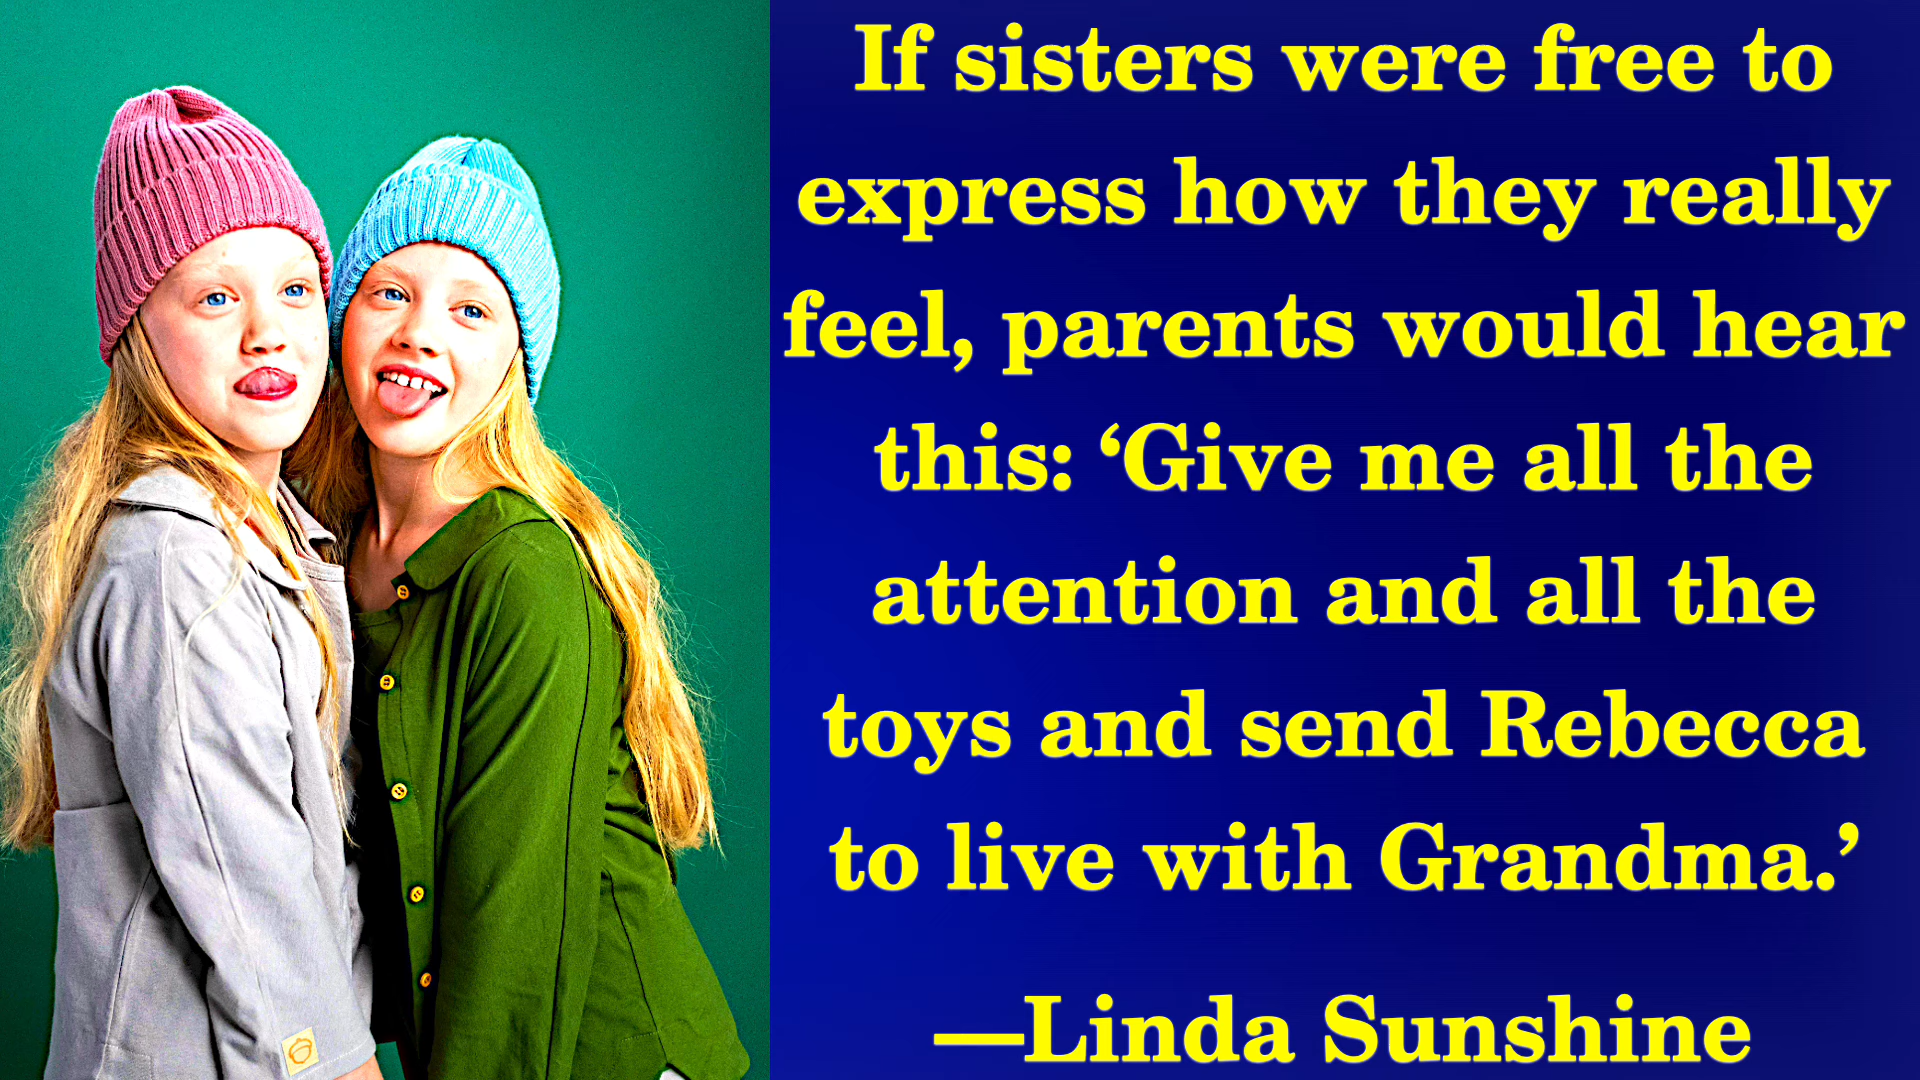 If sisters were free to
express how they really
feel, parents would hear
this: ‘Give me all the
attention and all the
toys and send Rebecca
to live with Grandma.’
—Linda Sunshine